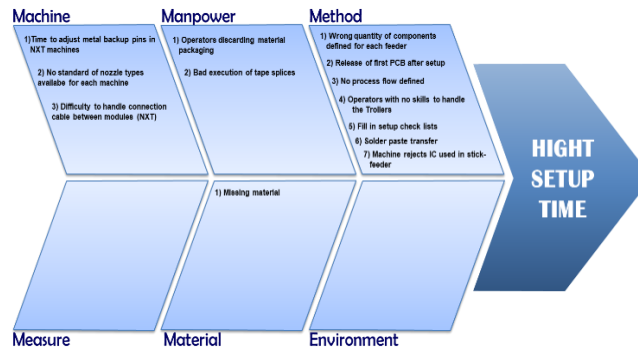 Machine
1)Time to adjust metal backup pins in
NXT machines
2) No standard of nozzle types
availabe for each machine
3) Difficulty to handle connection
cable between modules (NXT)
Manpower
1) Operators discarding material
packaging
2) Bad execution of tape splices
Method
1) Wrong quantity of components
defined for each feeder
2) Release of first PCB after setup
3) No process flow defined
4) Operators with no skills to handle
the Trollers
5) Fill in setup check lists
6) Solder paste transfer
7) Machine rejects IC used in stick-
feeder
HIGHT
SETUP
TIME
1) Missing material
Measure
Material
Environment